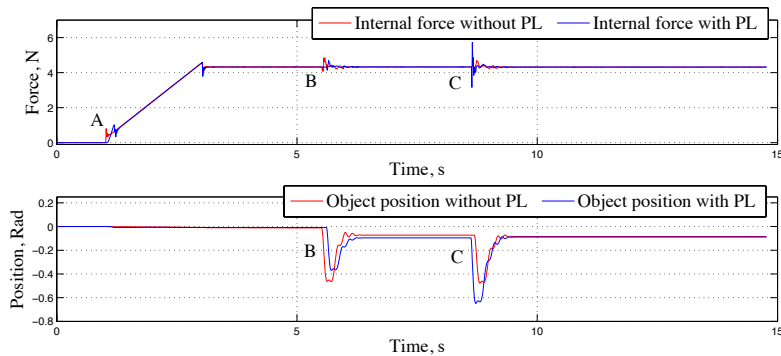 Internal force without PL
Internal force with PL
Force, N
6
4
2
0
A
B
C
0
5
10
15
Time, s
Object position without PL
Object position with PL
Position, Rad
0.2
0
−0.2
−0.4
−0.6
−0.8
B
C
0
5
10
15
Time, s